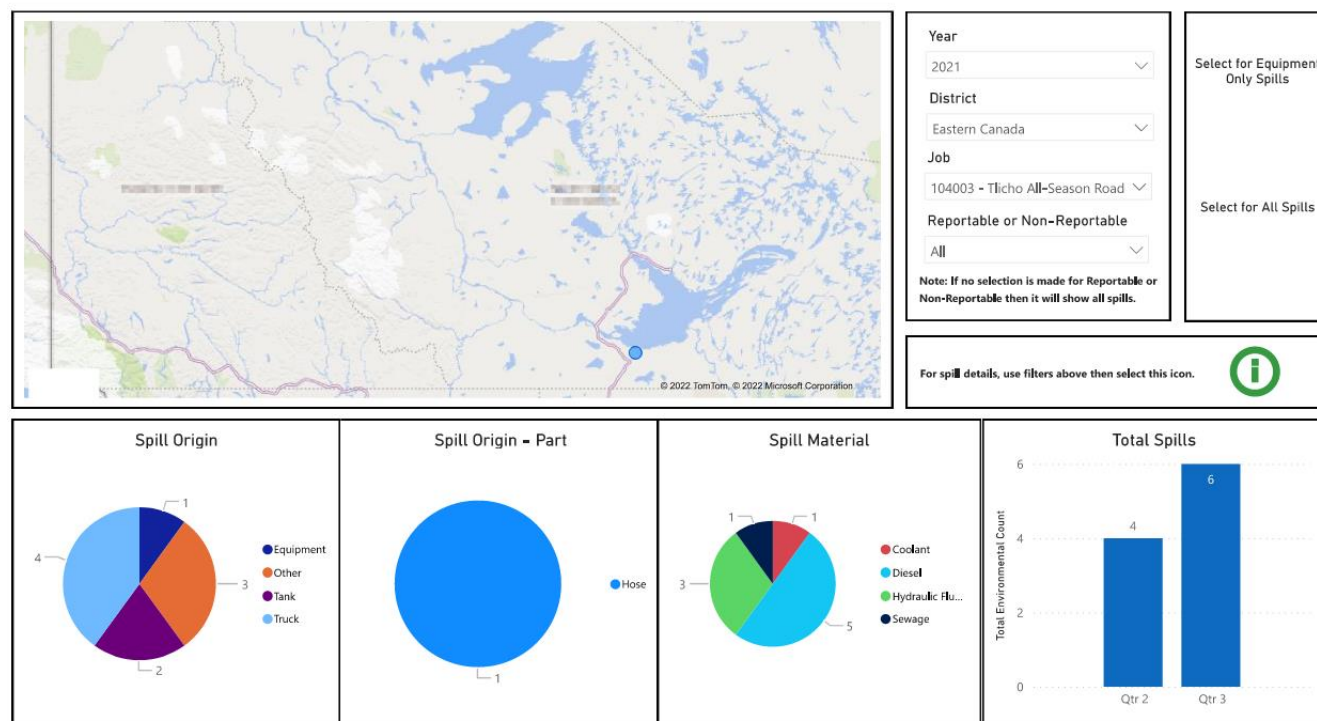 Year
2021
District
Eastern Canada
Job
104003 - Tlicho All-Season Road
Reportable or Non-Reportable
All
Note: If no selection is made for Reportable or
Non-Reportable then it will show all spills.
Select for Equipment
Only Spills
Select for All Spills
For spill details, use filters above then select this icon.
i
© 2022 TomTom, © 2022 Microsoft Corporation
Spill Origin
1
4
3
2
Equipment
Other
Tank
Truck
Spill Origin - Part
1
Hose
Spill Material
1
1
3
5
Coolant
Diesel
Hydraulic Flu...
Sewage
Total Spills
Total Environmental Count
6
4
2
0
4
6
Qtr 2
Qtr 3